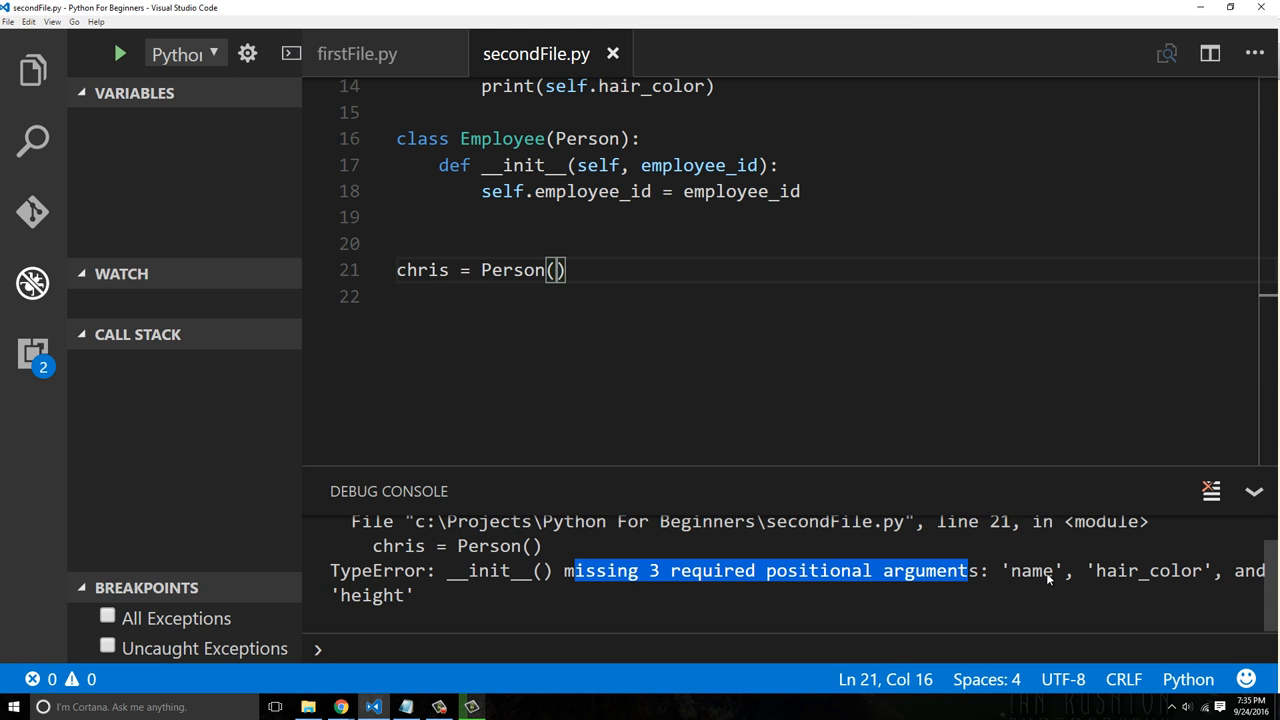 secondFile.py - Python For Beginners - Visual Studio Code
File Edit View Go Help
firstFile.py secondFile.py
VARIABLES
WATCH
CALL STACK
2
BREAKPOINTS
All Exceptions
Uncaught Exceptions
14 print(self.hair_color)
15
16 class Employee(Person):
17 def __init__(self, employee_id):
18 self.employee_id = employee_id
19
20
21 chris = Person()
22
DEBUG CONSOLE
File "c:\Projects\Python For Beginners\secondFile.py", line 21, in <module>
chris = Person()
TypeError: __init__() missing 3 required positional arguments: 'name', 'hair_color', and
'height'
0 0 Ln 21, Col 16 Spaces: 4 UTF-8 CRLF Python
I'm Cortana. Ask me anything.
7:35 PM
9/24/2016